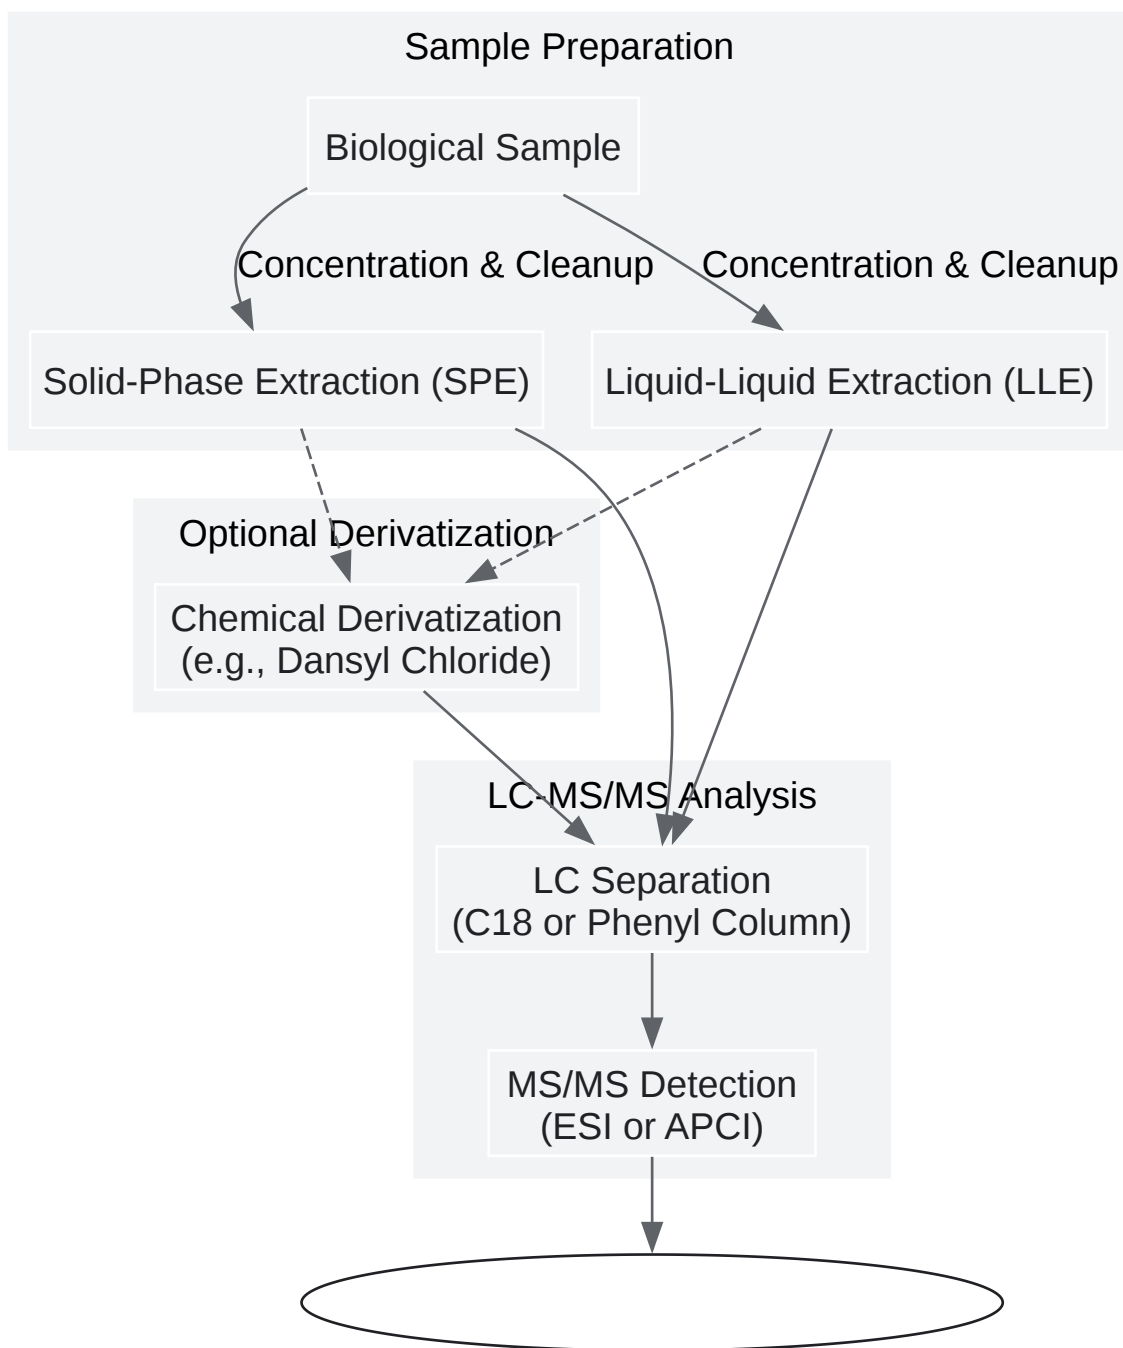 Sample Preparation
Biological Sample
Concentration & Cleanup
Concentration & Cleanup
Solid-Phase Extraction (SPE)
Liquid-Liquid Extraction (LLE)
Optional Derivatization
Chemical Derivatization
(e.g., Dansyl Chloride)
LC-MS/MS Analysis
LC Separation
(C18 or Phenyl Column)
MS/MS Detection
(ESI or APCI)